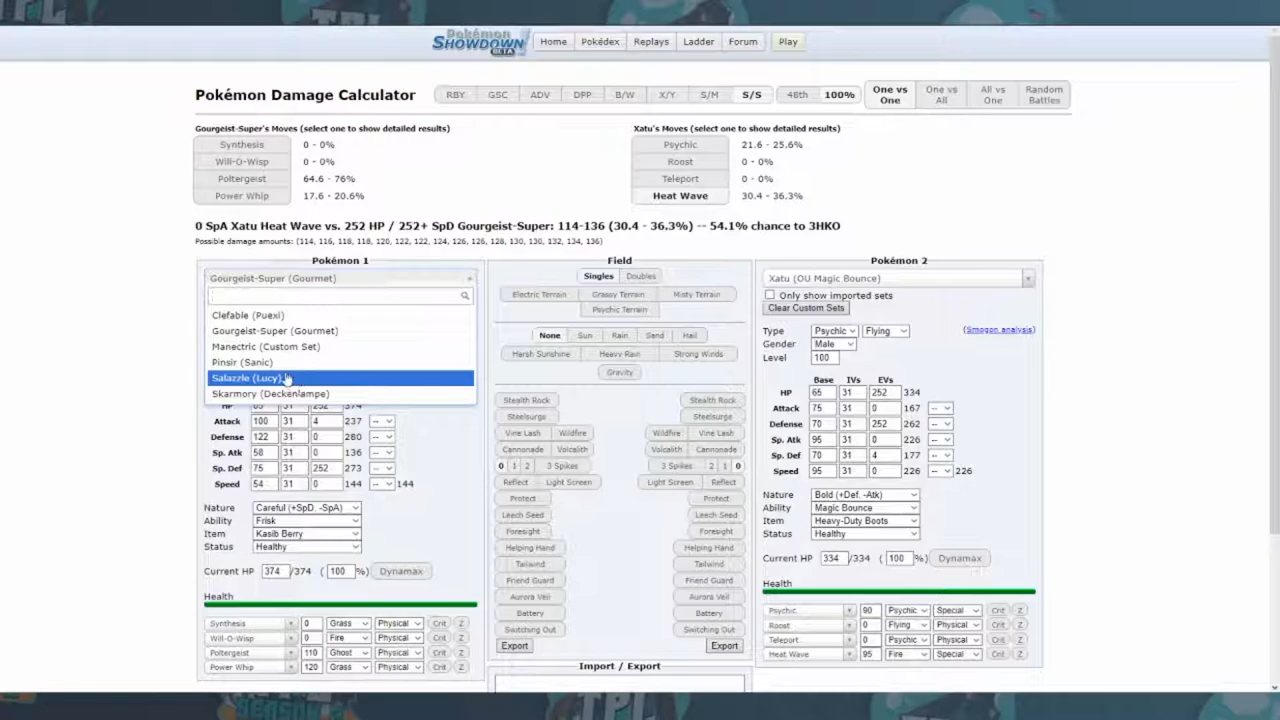 Pokémon
SHOWDOWN
BETA
Home Pokédex Replays Ladder Forum Play
Pokémon Damage Calculator
RBY GSC ADV DPP B/W X/Y S/M S/S 48th 100% One vs One One vs All All vs One Random Battles
Gourgeist-Super's Moves (select one to show detailed results)
Synthesis 0 - 0%
Will-O-Wisp 0 - 0%
Poltergeist 64.6 - 76%
Power Whip 17.6 - 20.6%
Xatu's Moves (select one to show detailed results)
Psychic 21.6 - 25.6%
Roost 0 - 0%
Teleport 0 - 0%
Heat Wave 30.4 - 36.3%
0 SpA Xatu Heat Wave vs. 252 HP / 252+ SpD Gourgeist-Super: 114-136 (30.4 - 36.3%) -- 54.1% chance to 3HKO
Possible damage amounts: (114, 116, 118, 118, 120, 122, 122, 124, 126, 126, 128, 130, 130, 132, 134, 136)
Pokémon 1
Gourgeist-Super (Gourmet)
Clefable (Puexi)
Gourgeist-Super (Gourmet)
Manectric (Custom Set)
Pinsir (Sanic)
Salazzle (Lucy)
Skarmory (Deckenlampe)
HP 85 31 252 374
Attack 100 31 4 237 --
Defense 122 31 0 280 --
Sp. Atk 58 31 0 136 --
Sp. Def 75 31 252 273 --
Speed 54 31 0 144 -- 144
Nature Careful (+SpD, -SpA)
Ability Frisk
Item Kasib Berry
Status Healthy
Current HP 374 /374 ( 100 %) Dynamax
Health
Synthesis 0 Grass Physical Crit Z
Will-O-Wisp 0 Fire Physical Crit Z
Poltergeist 110 Ghost Physical Crit Z
Power Whip 120 Grass Physical Crit Z
Field
Singles Doubles
Electric Terrain Grassy Terrain Misty Terrain
Psychic Terrain
None Sun Rain Sand Hail
Harsh Sunshine Heavy Rain Strong Winds
Gravity
Stealth Rock Stealth Rock
Steelsurge Steelsurge
Vine Lash Wildfire Wildfire Vine Lash
Cannonade Volcalith Volcalith Cannonade
0 1 2 3 Spikes 3 Spikes 2 1 0
Reflect Light Screen Light Screen Reflect
Protect Protect
Leech Seed Leech Seed
Foresight Foresight
Helping Hand Helping Hand
Tailwind Tailwind
Friend Guard Friend Guard
Aurora Veil Aurora Veil
Battery Battery
Switching Out Switching Out
Export Export
Import / Export
Pokémon 2
Xatu (OU Magic Bounce)
Only show imported sets
Clear Custom Sets
Type Psychic Flying (Smogon analysis)
Gender Male
Level 100
Base IVs EVs
HP 65 31 252 334
Attack 75 31 0 167 --
Defense 70 31 252 262 --
Sp. Atk 95 31 0 226 --
Sp. Def 70 31 4 177 --
Speed 95 31 0 226 -- 226
Nature Bold (+Def, -Atk)
Ability Magic Bounce
Item Heavy-Duty Boots
Status Healthy
Current HP 334 /334 ( 100 %) Dynamax
Health
Psychic 90 Psychic Special Crit Z
Roost 0 Flying Physical Crit Z
Teleport 0 Psychic Physical Crit Z
Heat Wave 95 Fire Special Crit Z
TPL
TPL